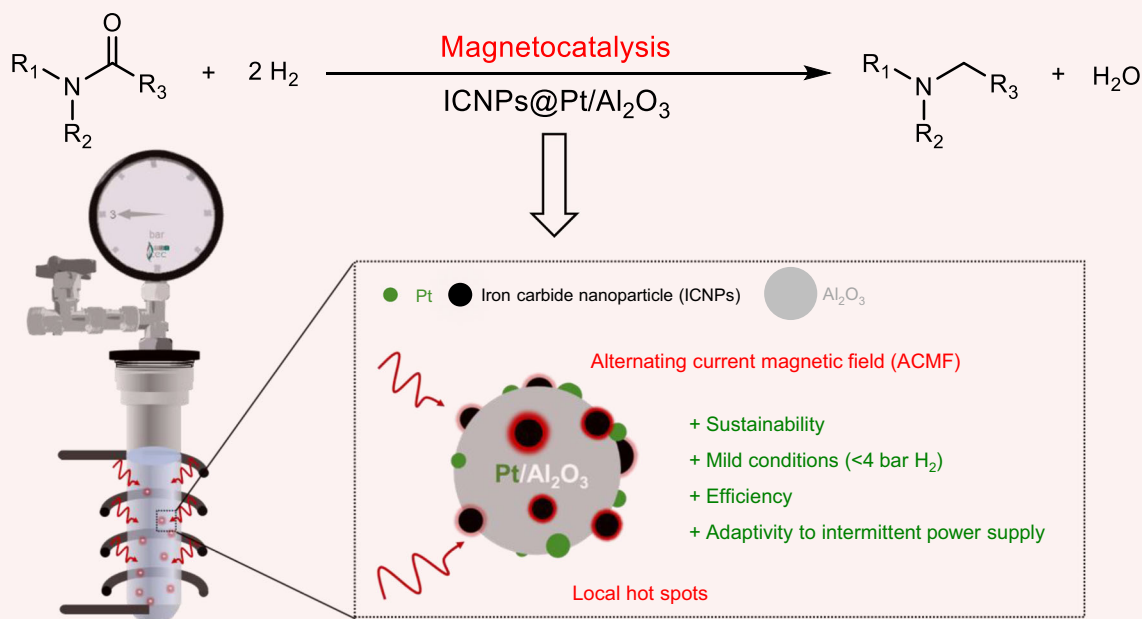 O
R₁ N R₃ + 2 H₂ Magnetocatalysis R₁ N R₃ + H₂O
R₂ ICNPs@Pt/Al₂O₃ R₂
3
bar
Pt Iron carbide nanoparticle (ICNPs) Al₂O₃
Alternating current magnetic field (ACMF)
+ Sustainability
+ Mild conditions (<4 bar H₂)
Pt/Al₂O₃
+ Efficiency
+ Adaptivity to intermittent power supply
Local hot spots